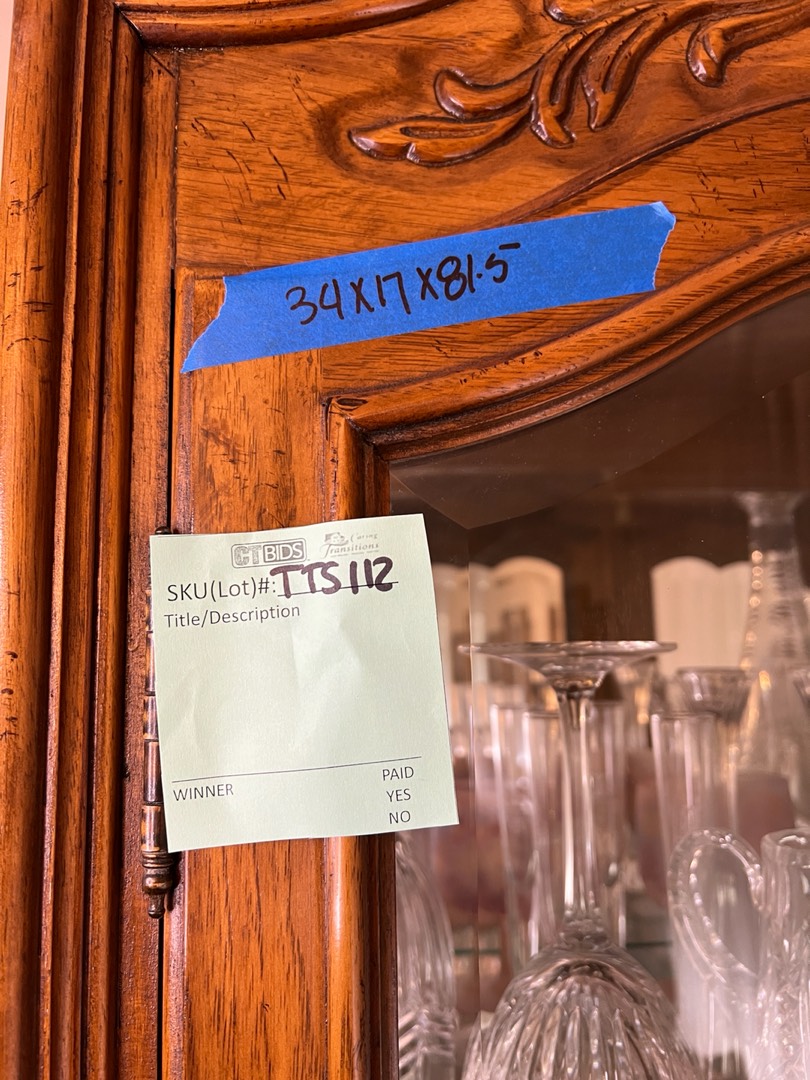 34X17X81.5
CTBIDS
Caring
Transitions
SKU(Lot)#: TTS112
Title/Description
WINNER
PAID
YES
NO